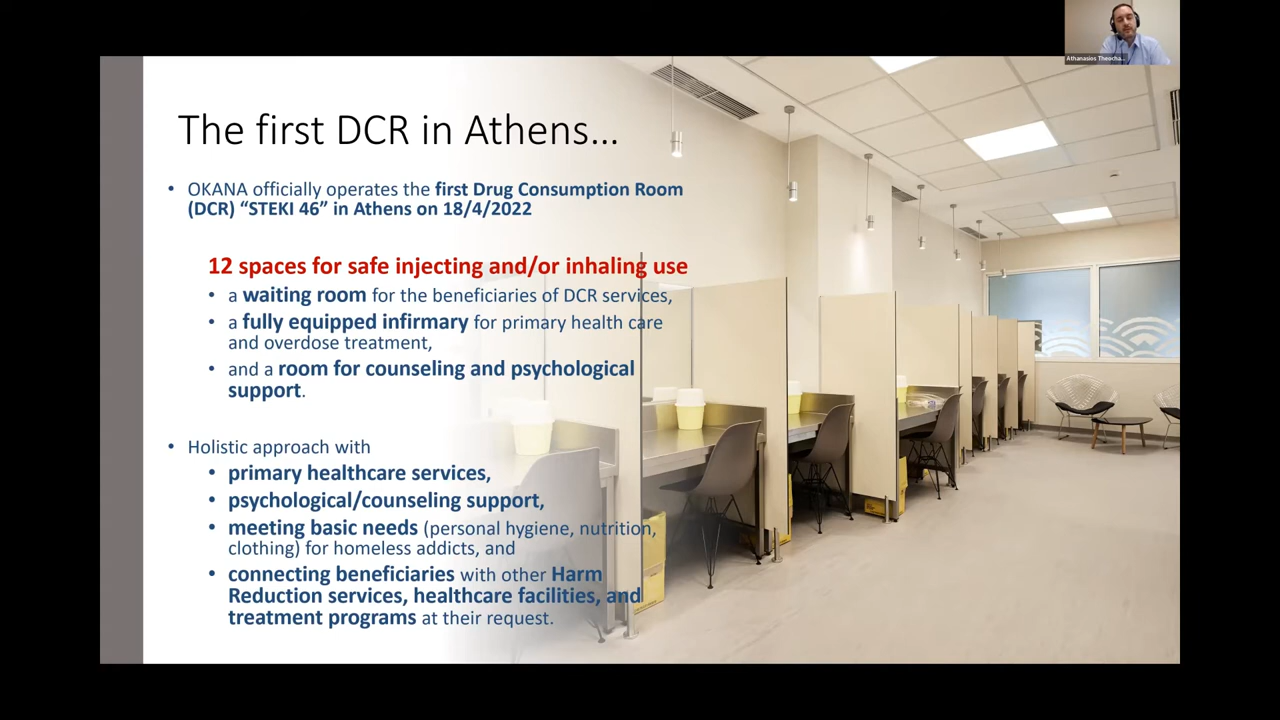 Athanasios Theocha...
The first DCR in Athens...
• OKANA officially operates the first Drug Consumption Room
(DCR) “STEKI 46” in Athens on 18/4/2022
12 spaces for safe injecting and/or inhaling use
• a waiting room for the beneficiaries of DCR services,
• a fully equipped infirmary for primary health care
and overdose treatment,
• and a room for counseling and psychological
support.
• Holistic approach with
• primary healthcare services,
• psychological/counseling support,
• meeting basic needs (personal hygiene, nutrition,
clothing) for homeless addicts, and
• connecting beneficiaries with other Harm
Reduction services, healthcare facilities, and
treatment programs at their request.